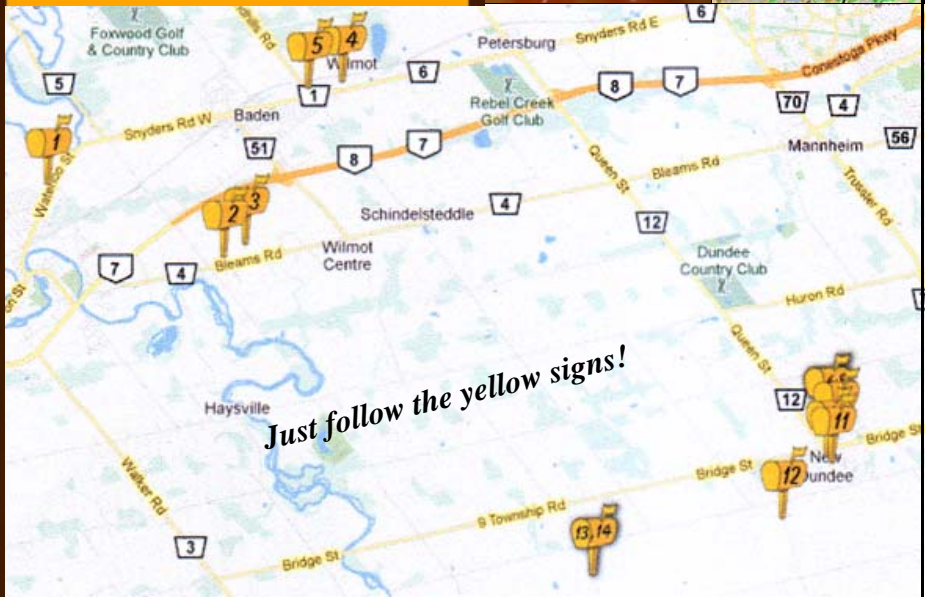 6
Snyders Rd E
Foxwood Golf
& Country Club
5 4
Wilmot
Petersburg
Conestoga Pkwy
5
6
8
7
1
Rebel Creek
Golf Club
70
4
Baden
Snyders Rd W
1
Mannheim
56
51
8
7
Waterloo St
Queen St
Bleams Rd
Trussler Rd
2 3
4
Schindelsteddle
12
Wilmot
Centre
Bleams Rd
7
4
Dundee
Country Club
Huron Rd
Queen St
Just follow the yellow signs!
Haysville
12
11
Bridge St
New
Dundee
12
Bridge St
Walker Rd
9 Township Rd
13,14
3
Bridge St